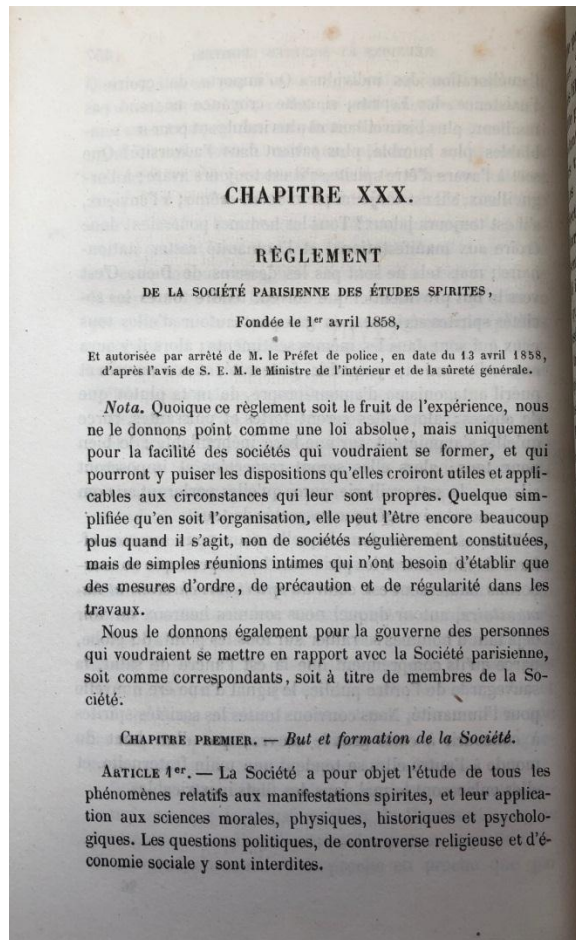 CHAPITRE XXX.
RÈGLEMENT
DE LA SOCIÉTÉ PARISIENNE DES ÉTUDES SPIRITES,
Fondée le 1er avril 1858,
Et autorisée par arrêté de M. le Préfet de police, en date du 13 avril 1858,
d'après l'avis de S. E. M. le Ministre de l'intérieur et de la sûreté générale.
Nota. Quoique ce règlement soit le fruit de l'expérience, nous
ne le donnons point comme une loi absolue, mais uniquement
pour la facilité des sociétés qui voudraient se former, et qui
pourront y puiser les dispositions qu'elles croiront utiles et appli-
cables aux circonstances qui leur sont propres. Quelque sim-
plifiée qu'en soit l'organisation, elle peut l'être encore beaucoup
plus quand il s'agit, non de sociétés régulièrement constituées,
mais de simples réunions intimes qui n'ont besoin d'établir que
des mesures d'ordre, de précaution et de régularité dans les
travaux.
Nous le donnons également pour la gouverne des personnes
qui voudraient se mettre en rapport avec la Société parisienne,
soit comme correspondants, soit à titre de membres de la So-
ciété.
CHAPITRE PREMIER. — But et formation de la Société.
ARTICLE 1er. — La Société a pour objet l'étude de tous les
phénomènes relatifs aux manifestations spirites, et leur applica-
tion aux sciences morales, physiques, historiques et psycholo-
giques. Les questions politiques, de controverse religieuse et d'é-
conomie sociale y sont interdites.